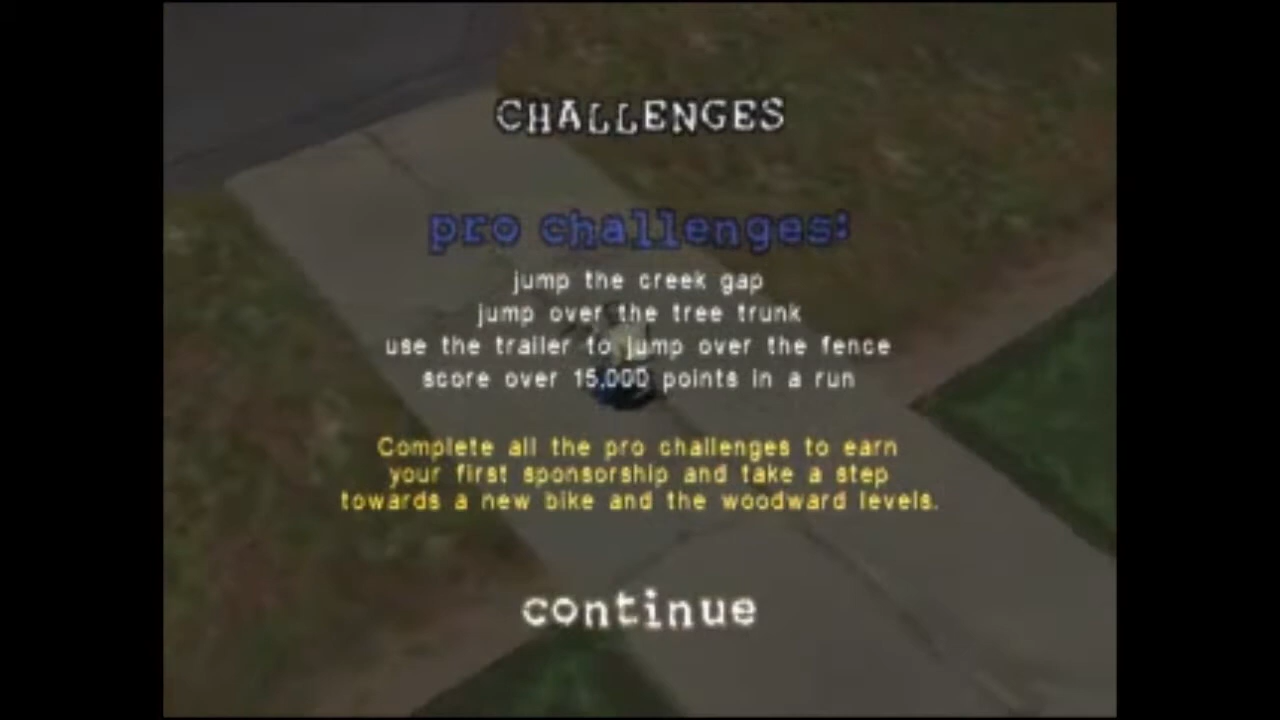 CHALLENGES
pro challenges:
jump the creek gap
jump over the tree trunk
use the trailer to jump over the fence
score over 15,000 points in a run
Complete all the pro challenges to earn
your first sponsorship and take a step
towards a new bike and the woodward levels.
continue